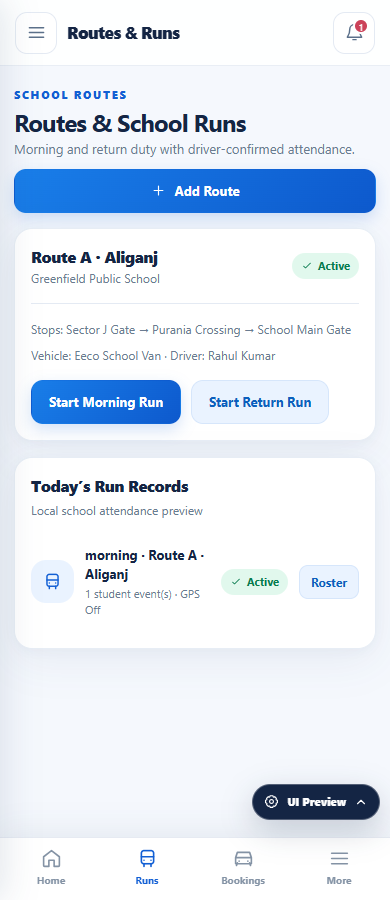 Routes & Runs
1
SCHOOL ROUTES
Routes & School Runs
Morning and return duty with driver-confirmed attendance.
+ Add Route
Route A · Aliganj
Greenfield Public School
Active
Stops: Sector J Gate → Purania Crossing → School Main Gate
Vehicle: Eeco School Van · Driver: Rahul Kumar
Start Morning Run
Start Return Run
Today's Run Records
Local school attendance preview
morning · Route A ·
Aliganj
1 student event(s) · GPS
Off
Active
Roster
UI Preview
Home
Runs
Bookings
More